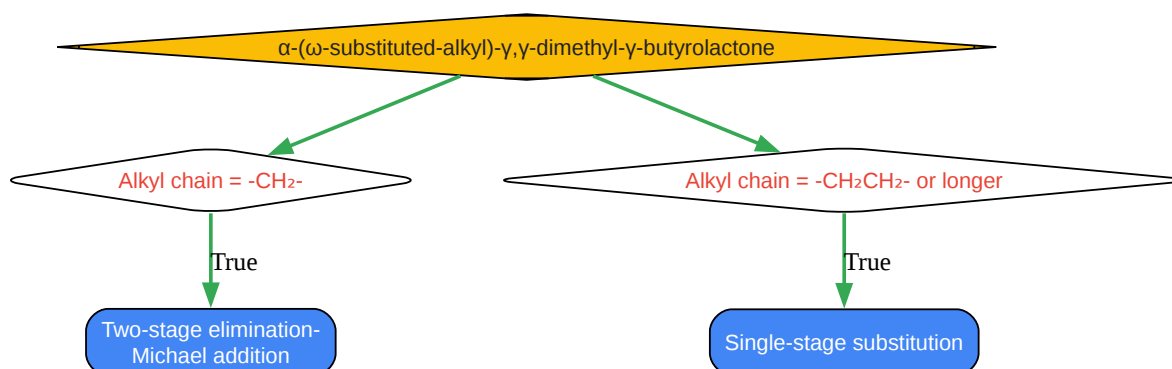 α-(ω-substituted-alkyl)-γ,γ-dimethyl-γ-butyrolactone
Alkyl chain = -CH₂-
Alkyl chain = -CH₂CH₂- or longer
True
True
Two-stage elimination-
Michael addition
Single-stage substitution